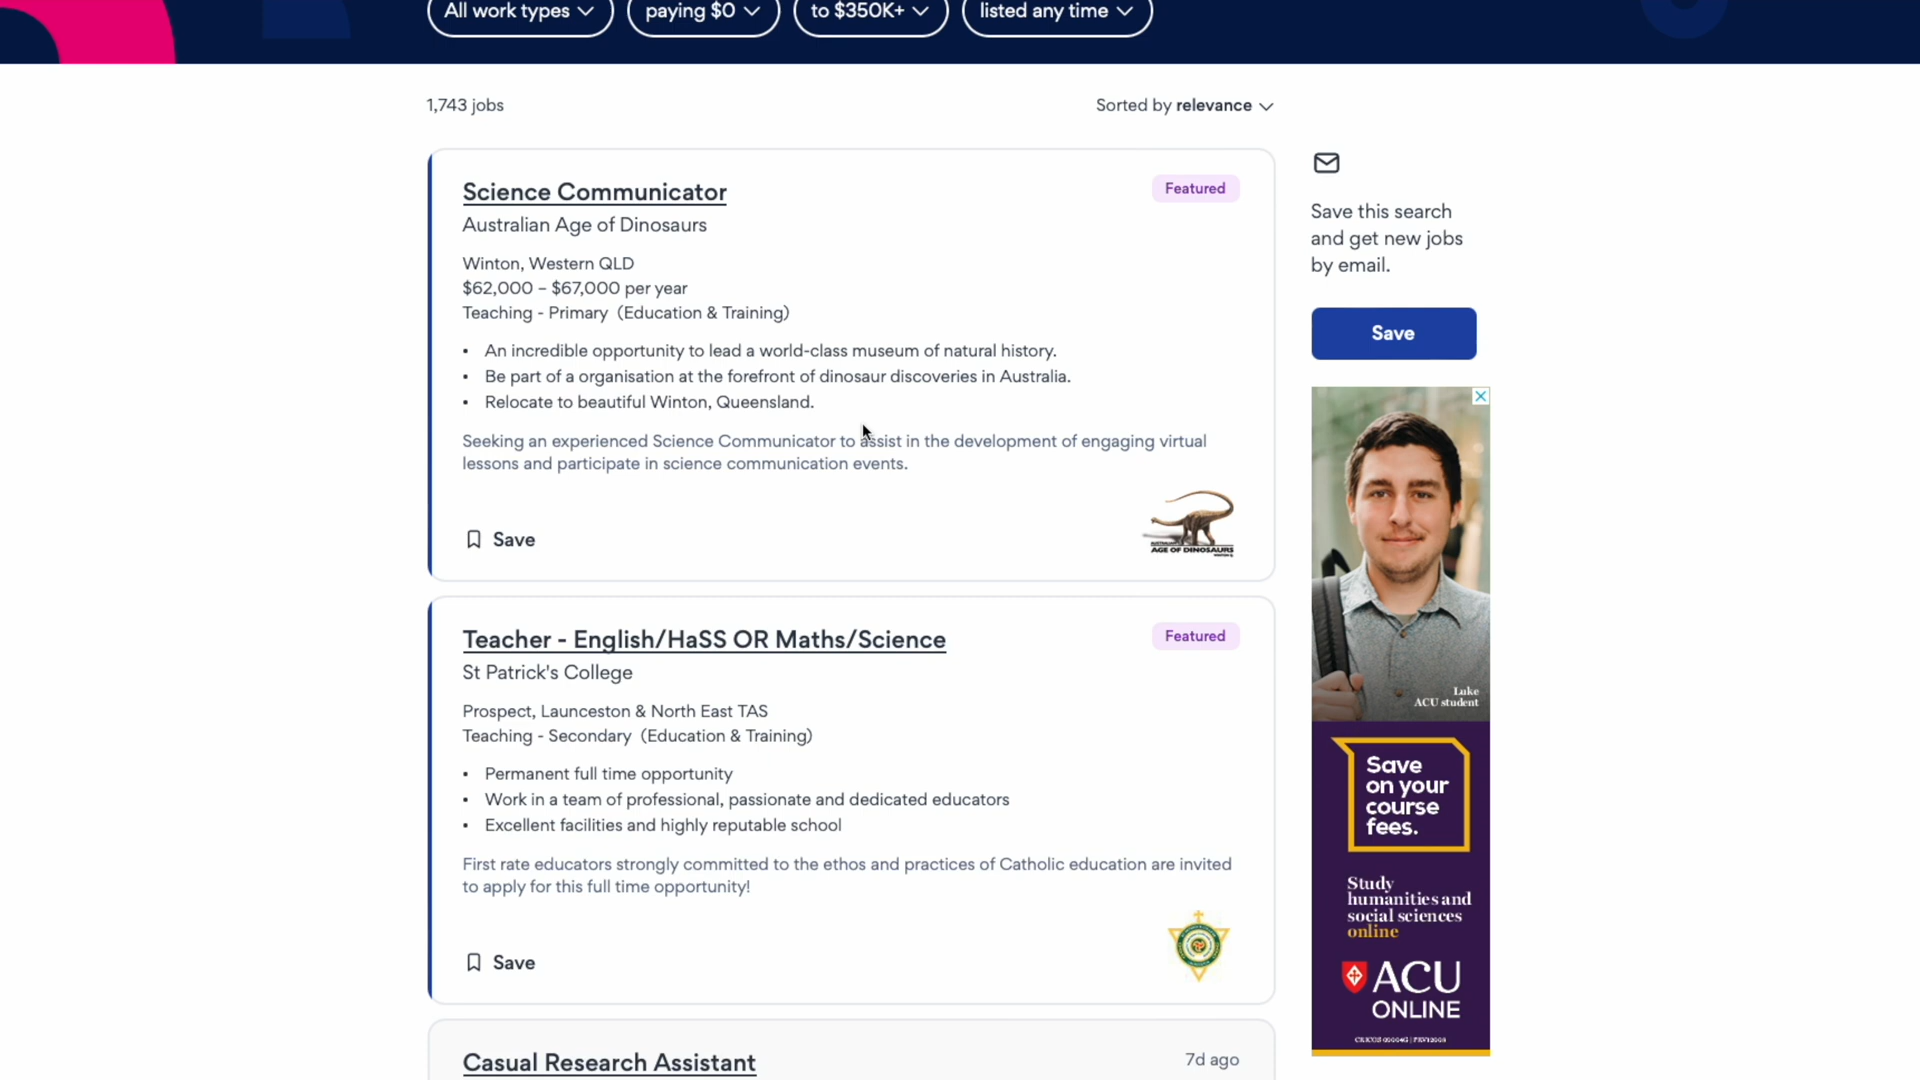 All work types
paying $0
to $350K+
listed any time
1,743 jobs
Sorted by relevance
Science Communicator
Featured
Australian Age of Dinosaurs
Winton, Western QLD
$62,000 – $67,000 per year
Teaching - Primary (Education & Training)
• An incredible opportunity to lead a world-class museum of natural history.
• Be part of a organisation at the forefront of dinosaur discoveries in Australia.
• Relocate to beautiful Winton, Queensland.
Seeking an experienced Science Communicator to assist in the development of engaging virtual
lessons and participate in science communication events.
Save
AUSTRALIAN
AGE OF DINOSAURS
Teacher - English/HaSS OR Maths/Science
Featured
St Patrick's College
Prospect, Launceston & North East TAS
Teaching - Secondary (Education & Training)
• Permanent full time opportunity
• Work in a team of professional, passionate and dedicated educators
• Excellent facilities and highly reputable school
First rate educators strongly committed to the ethos and practices of Catholic education are invited
to apply for this full time opportunity!
Save
Casual Research Assistant
7d ago
Save this search
and get new jobs
by email.
Save
Luke
ACU student
Save
on your
course
fees.
Study
humanities and
social sciences
online
ACU
ONLINE